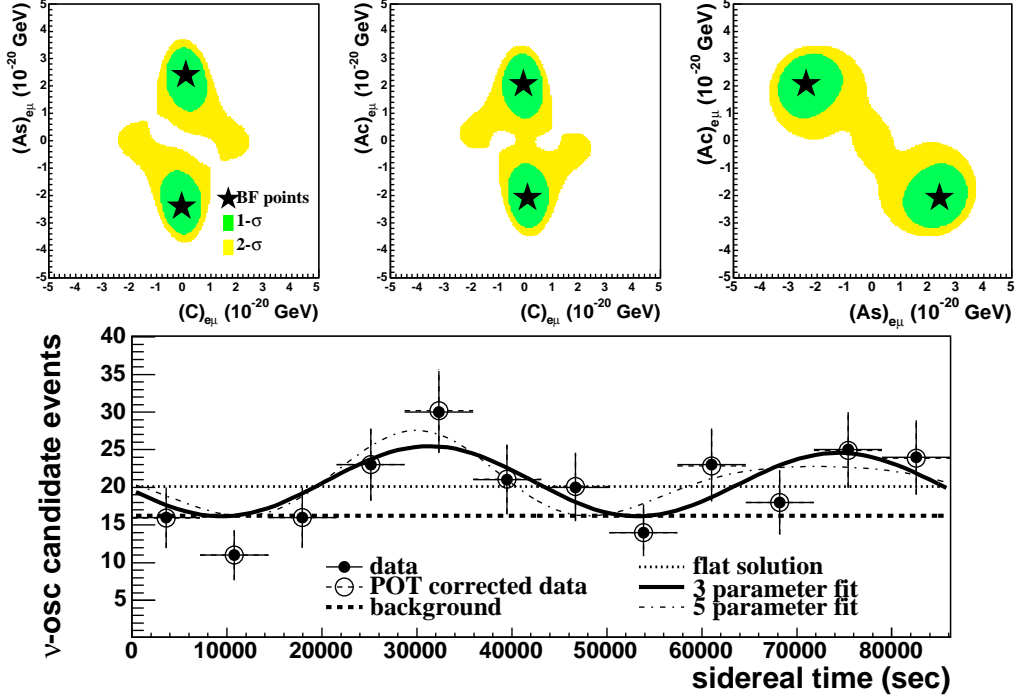 (As)eμ (10-20 GeV)
5
4
3
2
1
0
-1
-2
-3
-4
-5
-5 -4 -3 -2 -1 0 1 2 3 4 5
(C)eμ (10-20 GeV)
BF points
1-σ
2-σ
(Ac)eμ (10-20 GeV)
5
4
3
2
1
0
-1
-2
-3
-4
-5
-5 -4 -3 -2 -1 0 1 2 3 4 5
(C)eμ (10-20 GeV)
(Ac)eμ (10-20 GeV)
5
4
3
2
1
0
-1
-2
-3
-4
-5
-5 -4 -3 -2 -1 0 1 2 3 4 5
(As)eμ (10-20 GeV)
ν-osc candidate events
40
35
30
25
20
15
10
5
0 10000 20000 30000 40000 50000 60000 70000 80000
sidereal time (sec)
data
POT corrected data
background
flat solution
3 parameter fit
5 parameter fit